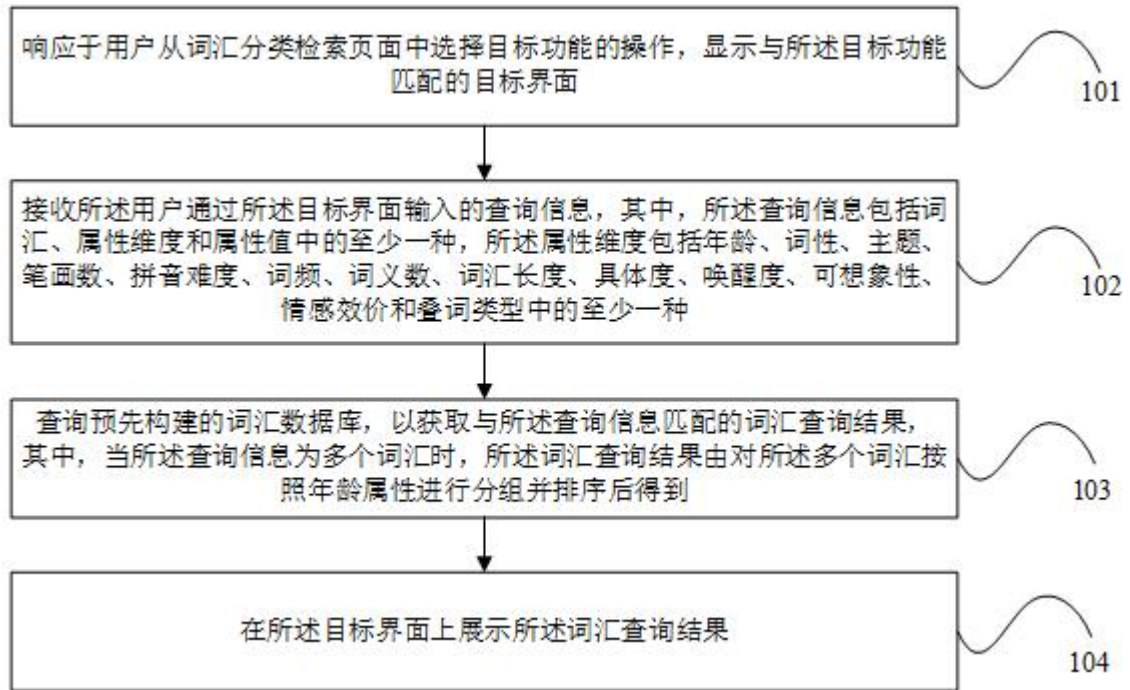 响应于用户从词汇分类检索页面中选择目标功能的操作，显示与所述目标功能
匹配的目标界面
101
接收所述用户通过所述目标界面输入的查询信息，其中，所述查询信息包括词
汇、属性维度和属性值中的至少一种，所述属性维度包括年龄、词性、主题、
笔画数、拼音难度、词频、词义数、词汇长度、具体度、唤醒度、可想象性、
情感效价和叠词类型中的至少一种
102
查询预先构建的词汇数据库，以获取与所述查询信息匹配的词汇查询结果，
其中，当所述查询信息为多个词汇时，所述词汇查询结果由对所述多个词汇按
照年龄属性进行分组并排序后得到
103
在所述目标界面上展示所述词汇查询结果
104